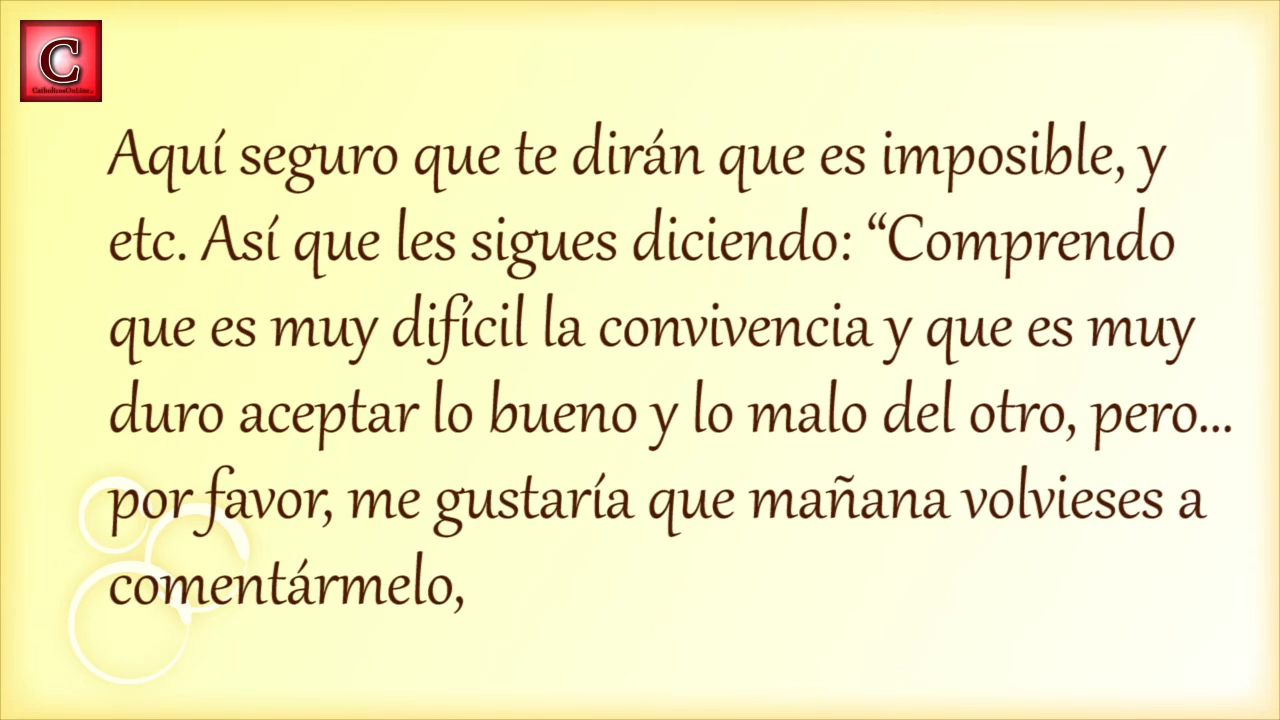 C
Aquí seguro que te dirán que es imposible, y
etc. Así que les sigues diciendo: “Comprendo
que es muy difícil la convivencia y que es muy
duro aceptar lo bueno y lo malo del otro, pero...
por favor, me gustaría que mañana volvieses a
comentármelo,